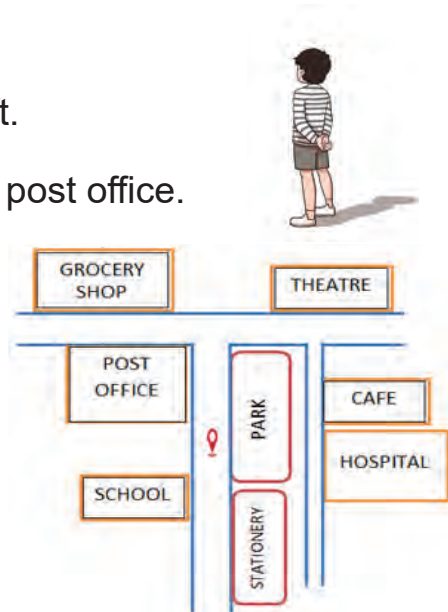 t.
post office.
GROCERY
SHOP
THEATRE
POST
OFFICE
PARK
CAFE
HOSPITAL
SCHOOL
STATIONERY